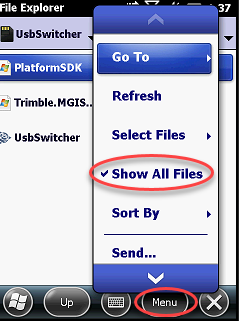 File Explorer
:37
UsbSwitcher
PlatformSDK
Trimble.MGIS..
UsbSwitcher
Go To
Refresh
Select Files
Show All Files
Sort By
Send...
Up
Menu